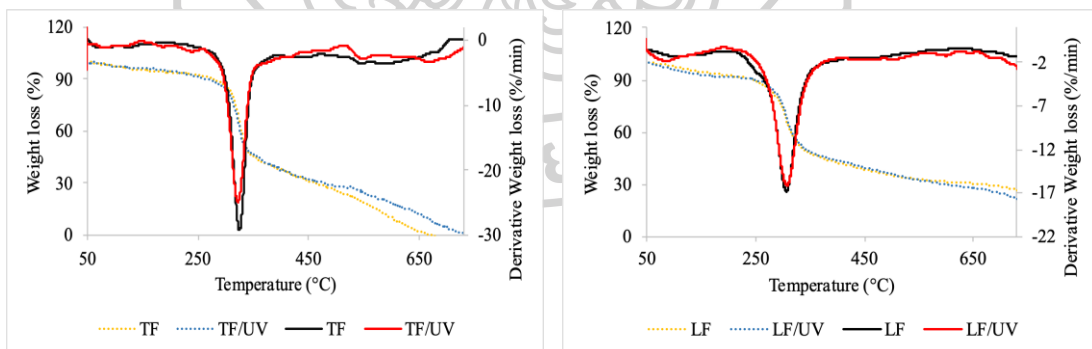 120
90
60
30
0
Weight loss (%)
0
-10
-20
-30
Derivative Weight loss (%/min)
50
250
450
650
Temperature (°C)
TF
TF/UV
TF
TF/UV
120
90
60
30
0
Weight loss (%)
-2
-7
-12
-17
-22
Derivative Weight loss (%/min)
50
250
450
650
Temperature (°C)
LF
LF/UV
LF
LF/UV